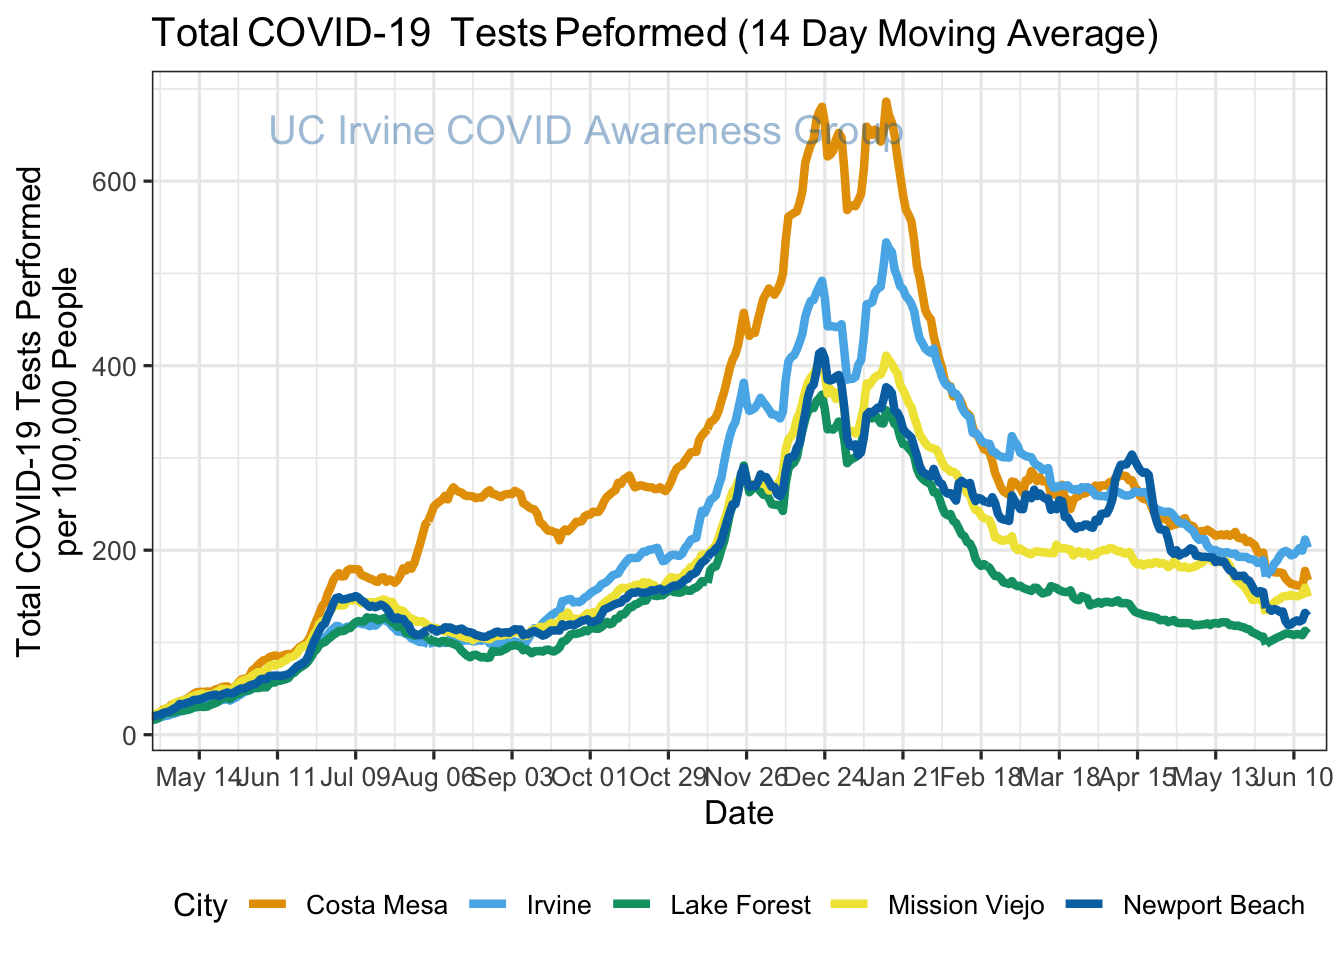 Total COVID-19 Tests Peformed (14 Day Moving Average)
UC Irvine COVID Awareness Group
Total COVID-19 Tests Performed
per 100,000 People
600
400
200
0
May 14 Jun 11 Jul 09 Aug 06 Sep 03 Oct 01 Oct 29 Nov 26 Dec 24 Jan 21 Feb 18 Mar 18 Apr 15 May 13 Jun 10
Date
City Costa Mesa Irvine Lake Forest Mission Viejo Newport Beach